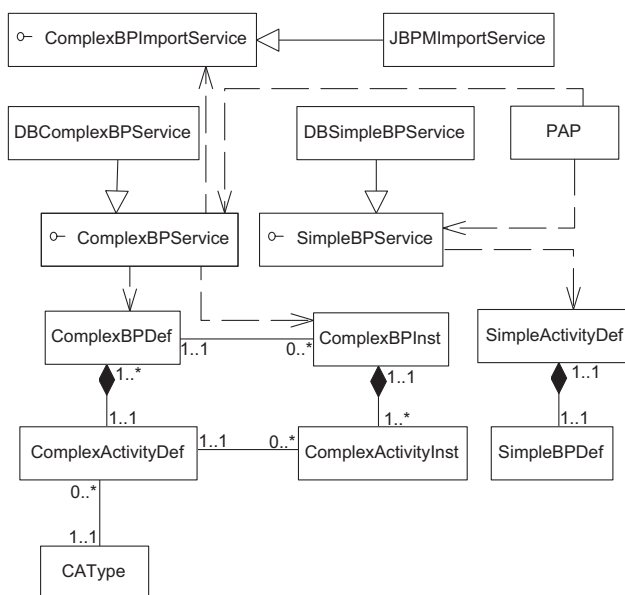 ComplexBPImportService
JBPMImportService
DBComplexBPService
DBSimpleBPService
PAP
ComplexBPService
SimpleBPService
ComplexBPDef
1..1
0..*
ComplexBPInst
SimpleActivityDef
1..*
1..1
1..1
1..1
1..*
1..1
ComplexActivityDef
1..1
0..*
ComplexActivityInst
SimpleBPDef
0..*
1..1
CAType